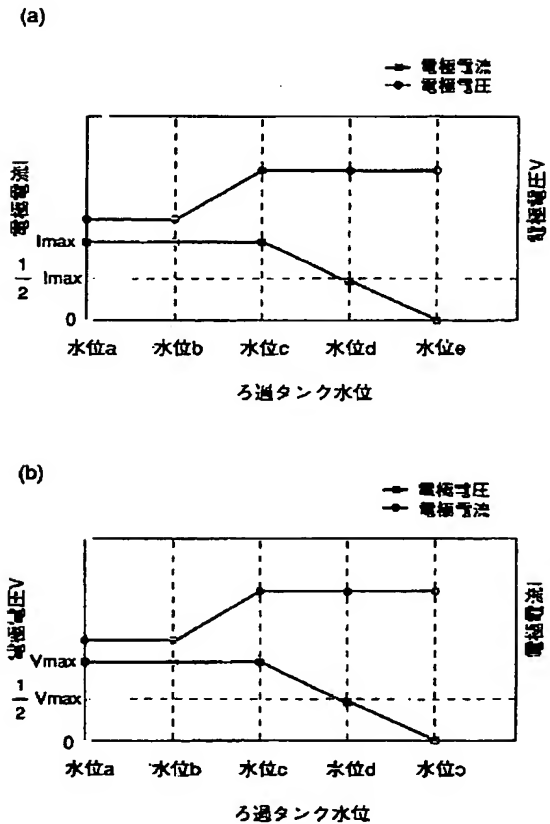 (a)
電極電流
電極電圧
電極電流I
電極電圧V
Imax
1/2 Imax
0
水位a 水位b 水位c 水位d 水位e
ろ過タンク水位
(b)
電極電圧
電極電流
電極電圧V
電極電流I
Vmax
1/2 Vmax
0
水位a 水位b 水位c 水位d 水位
ろ過タンク水位